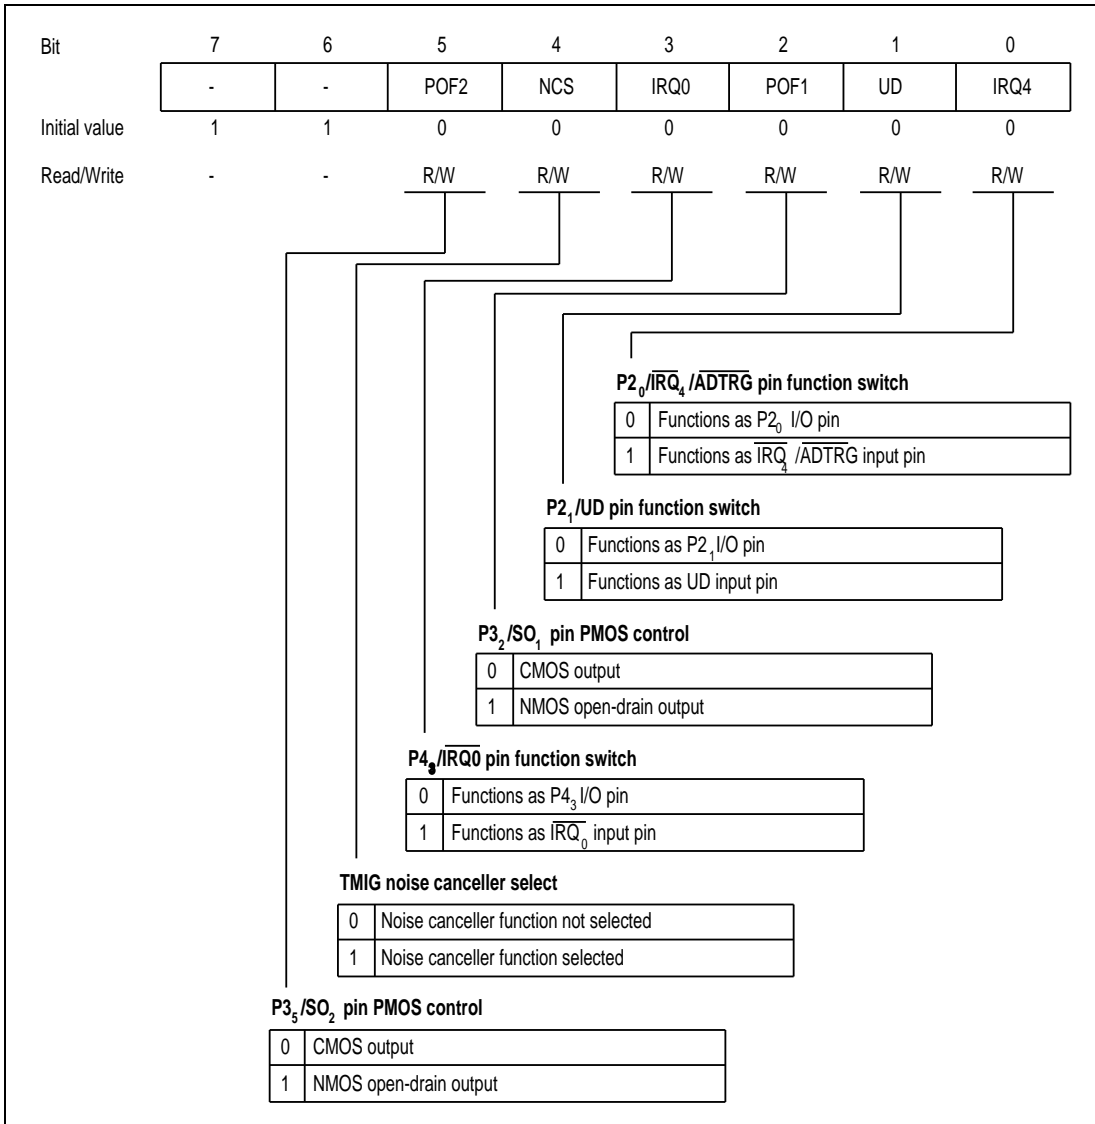 Bit 7 6 5 4 3 2 1 0
- - POF2 NCS IRQ0 POF1 UD IRQ4
Initial value 1 1 0 0 0 0 0 0
Read/Write - - R/W R/W R/W R/W R/W R/W
P2₀/IRQ₄ /ADTRG pin function switch
0 Functions as P2₀ I/O pin
1 Functions as IRQ₄ /ADTRG input pin
P2₁/UD pin function switch
0 Functions as P2₁ I/O pin
1 Functions as UD input pin
P3₂/SO₁ pin PMOS control
0 CMOS output
1 NMOS open-drain output
P4₃/IRQ0 pin function switch
0 Functions as P4₃ I/O pin
1 Functions as IRQ₀ input pin
TMIG noise canceller select
0 Noise canceller function not selected
1 Noise canceller function selected
P3₅/SO₂ pin PMOS control
0 CMOS output
1 NMOS open-drain output